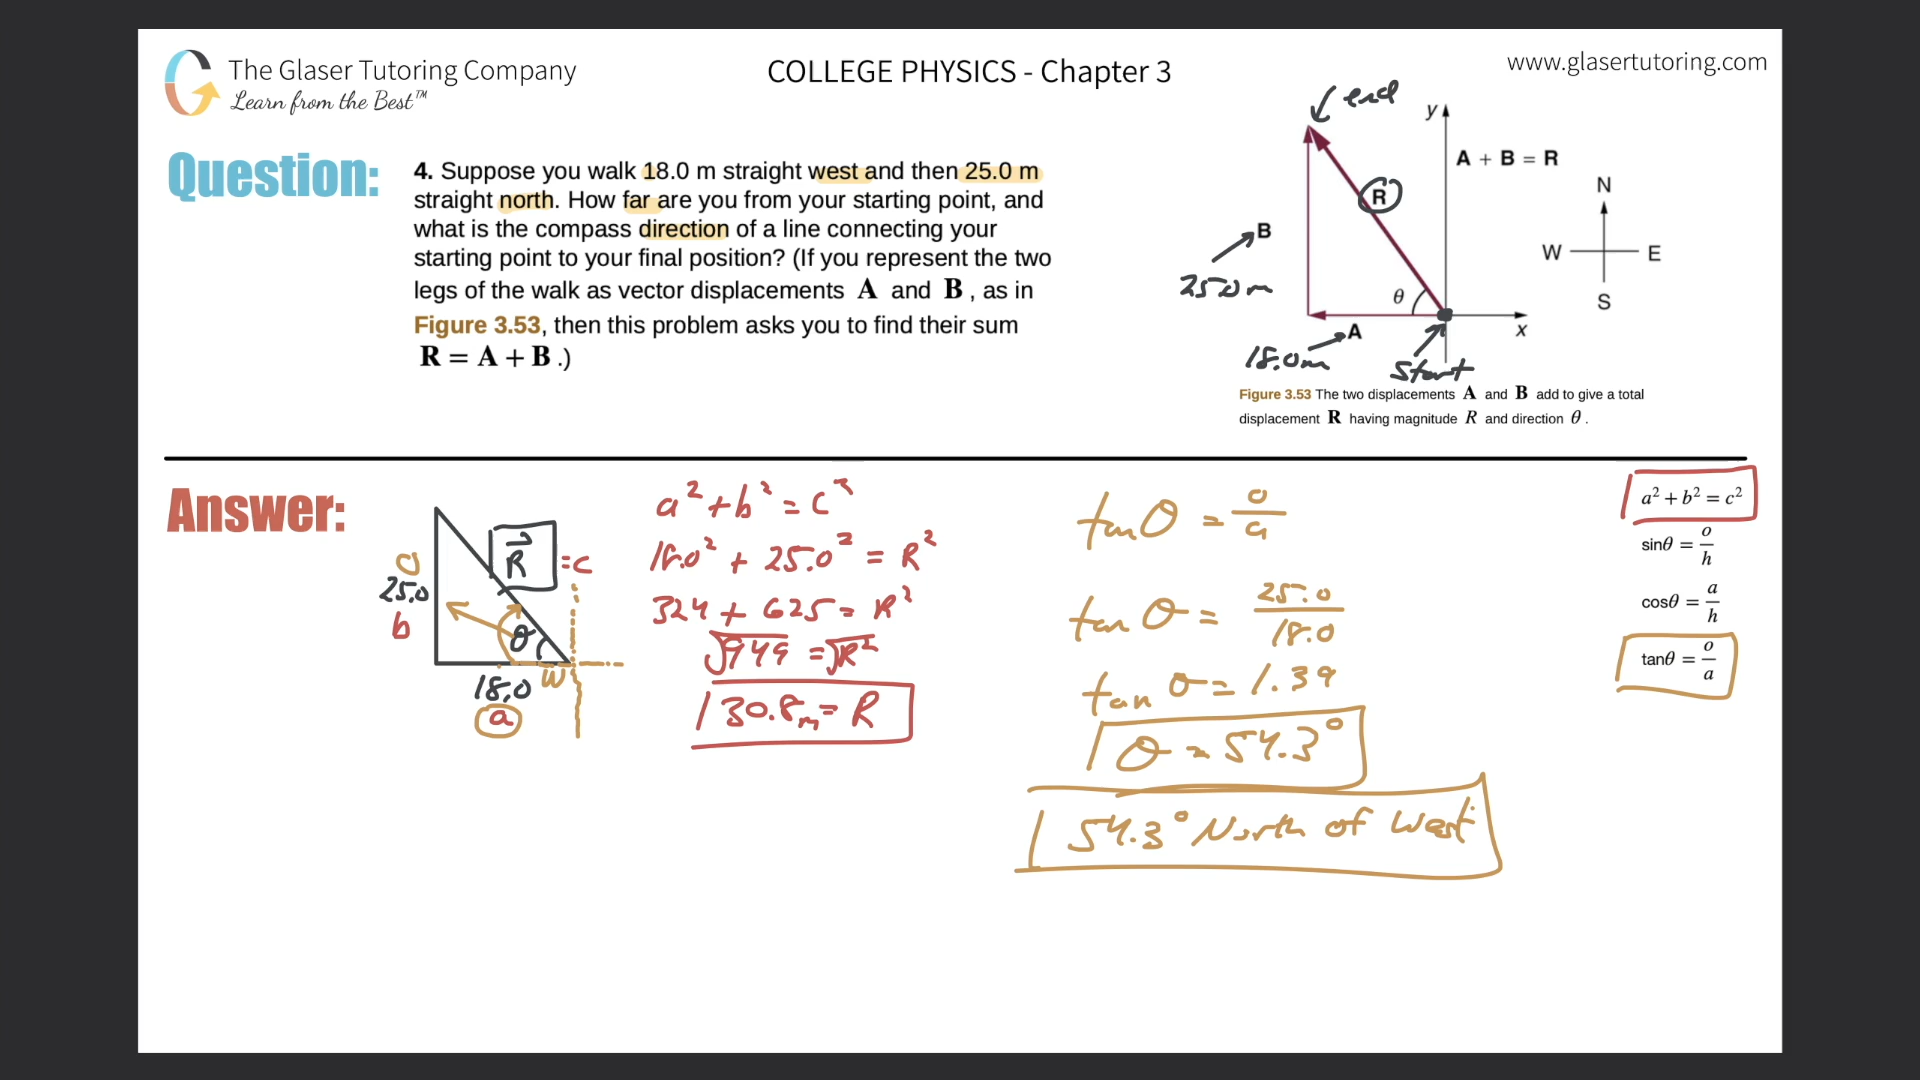 The Glaser Tutoring Company
Learn from the Best™
COLLEGE PHYSICS - Chapter 3
www.glasertutoring.com
Question:
4. Suppose you walk 18.0 m straight west and then 25.0 m
straight north. How far are you from your starting point, and
what is the compass direction of a line connecting your
starting point to your final position? (If you represent the two
legs of the walk as vector displacements A and B , as in
Figure 3.53, then this problem asks you to find their sum
R = A + B .)
end
y
A + B = R
R
N
B
W E
25.0m
θ
S
A
x
18.0m
start
Figure 3.53 The two displacements A and B add to give a total
displacement R having magnitude R and direction θ .
Answer:
R⃗ = c
o
25.0
b
θ
18.0 W
a
a² + b² = c²
18.0² + 25.0² = R²
324 + 625 = R²
√949 = √R²
30.8m = R
tan θ = o/a
tan θ = 25.0/18.0
tan θ = 1.39
θ = 54.3°
54.3° North of West
a² + b² = c²
sinθ = o/h
cosθ = a/h
tanθ = o/a